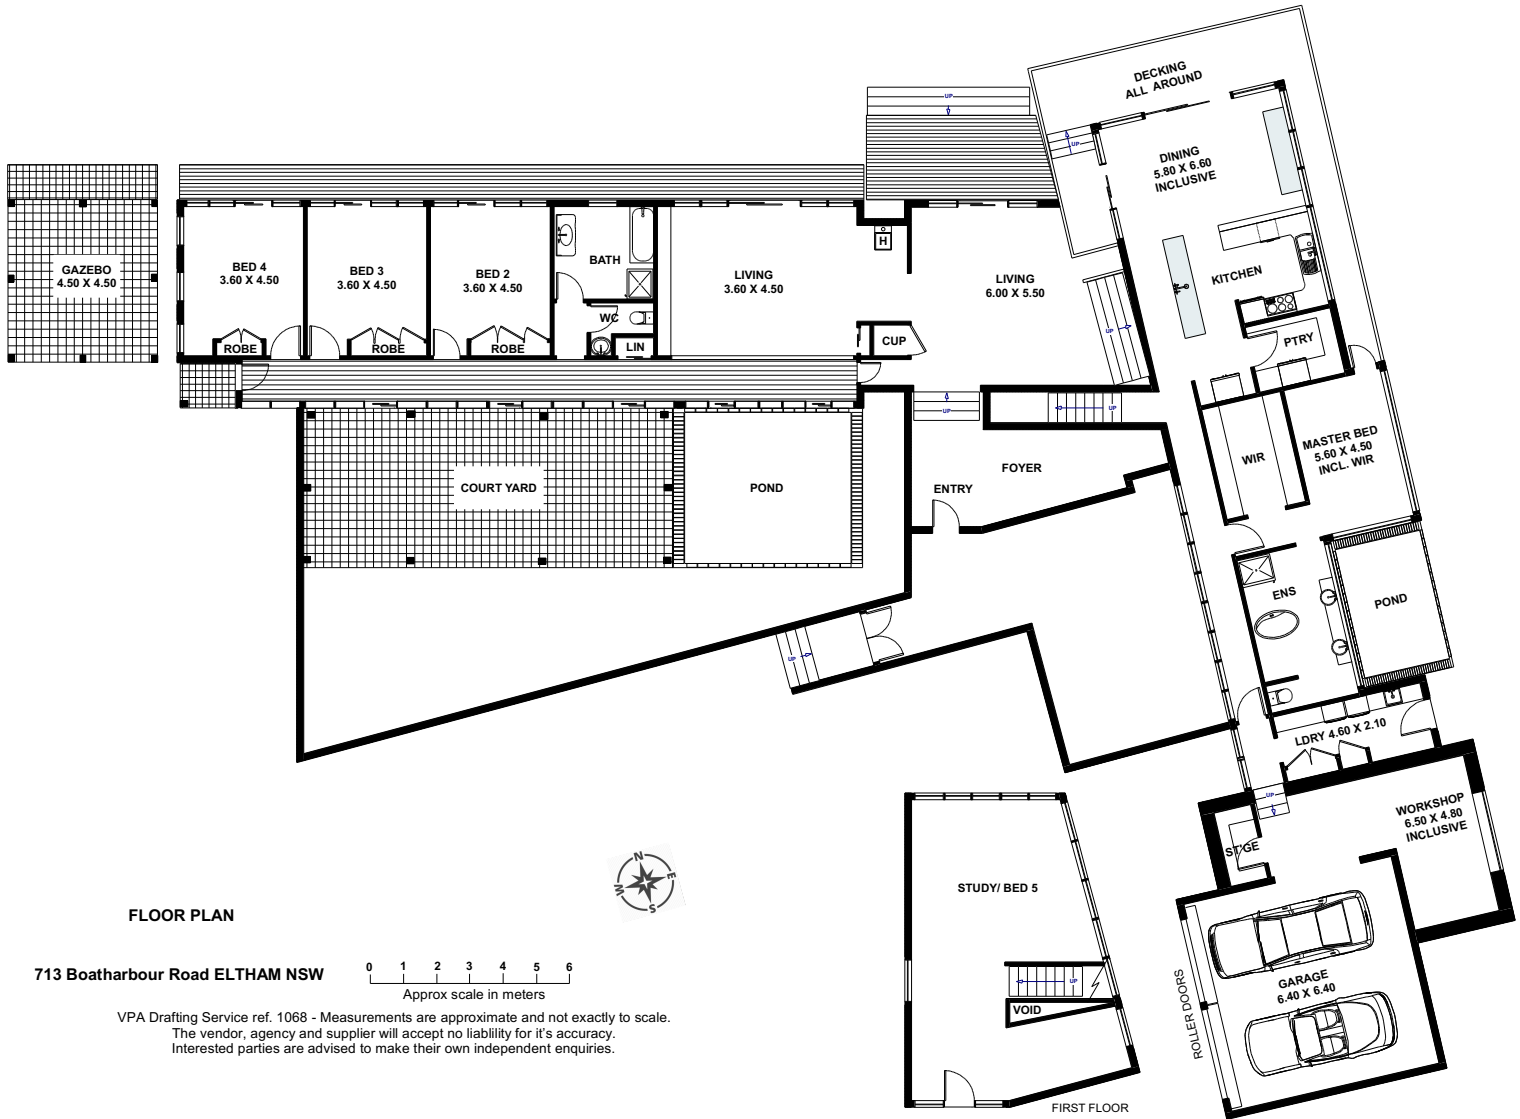 DECKING
ALL AROUND
UP
UP
UP
DINING
5.80 X 6.60
INCLUSIVE
GAZEBO
4.50 X 4.50
BED 4
3.60 X 4.50
BED 3
3.60 X 4.50
BED 2
3.60 X 4.50
BATH
LIVING
3.60 X 4.50
H
LIVING
6.00 X 5.50
KITCHEN
WC
UP
ROBE
ROBE
ROBE
LIN
CUP
PTRY
UP
UP
MASTER BED
5.60 X 4.50
INCL. WIR
WIR
COURT YARD
POND
FOYER
ENTRY
ENS
POND
UP
LDRY 4.60 X 2.10
UP
WORKSHOP
6.50 X 4.80
INCLUSIVE
ST'GE
N
E
S
W
STUDY/ BED 5
UP
VOID
FIRST FLOOR
GARAGE
6.40 X 6.40
ROLLER DOORS
FLOOR PLAN
713 Boatharbour Road ELTHAM NSW
0 1 2 3 4 5 6
Approx scale in meters
VPA Drafting Service ref. 1068 - Measurements are approximate and not exactly to scale.
The vendor, agency and supplier will accept no liablility for it's accuracy.
Interested parties are advised to make their own independent enquiries.